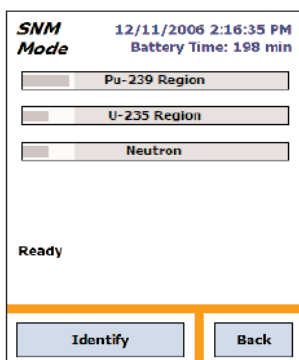 SNM 12/11/2006 2:16:35 PM
Mode Battery Time: 198 min
Pu-239 Region
U-235 Region
Neutron
Ready
Identify Back